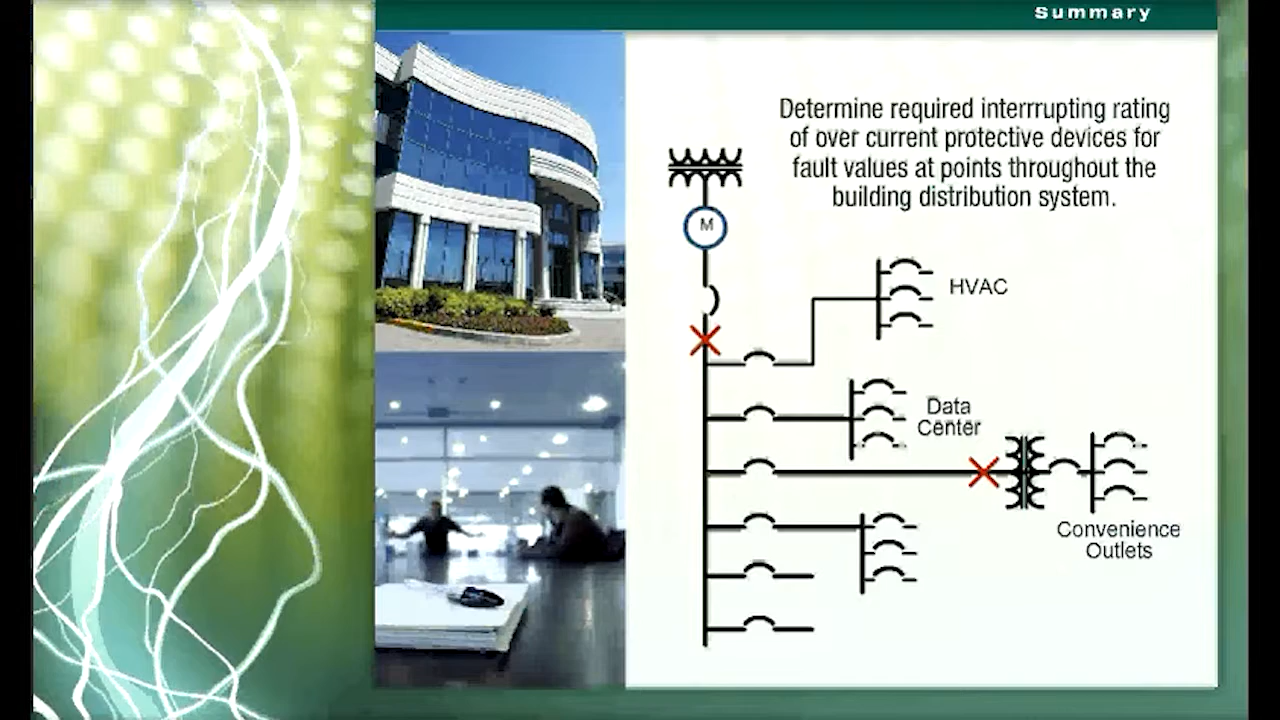 Summary
Determine required interrrupting rating
of over current protective devices for
fault values at points throughout the
building distribution system.
M
HVAC
Data
Center
Convenience
Outlets